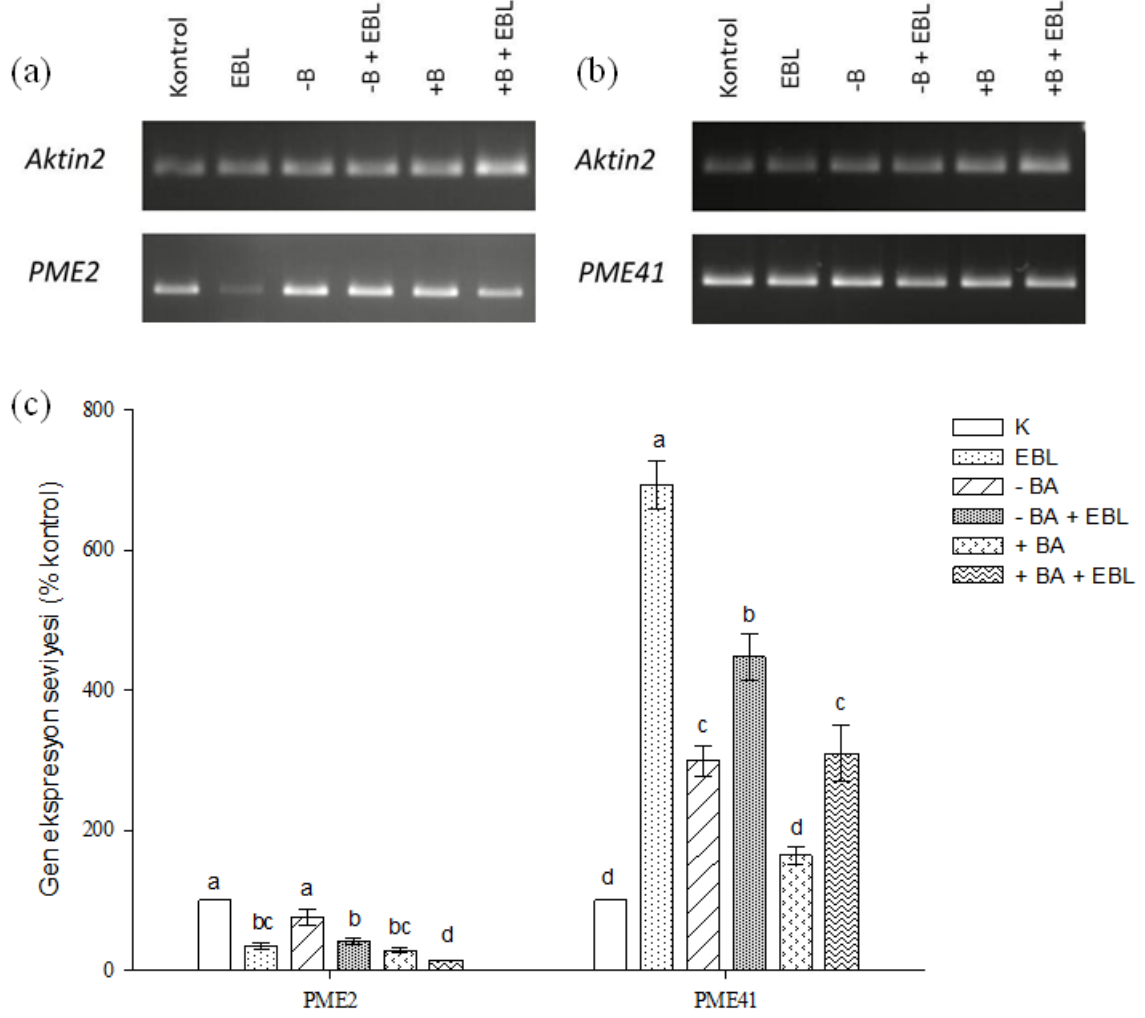 (a)
Kontrol
EBL
-B
-B + EBL
+B
+B + EBL
Aktin2
PME2
(b)
Kontrol
EBL
-B
-B + EBL
+B
+B + EBL
Aktin2
PME41
(c)
Gen ekspresyon seviyesi (% kontrol)
800
600
400
200
0
a
bc
a
b
bc
d
d
a
c
b
d
c
PME2
PME41
K
EBL
- BA
- BA + EBL
+ BA
+ BA + EBL